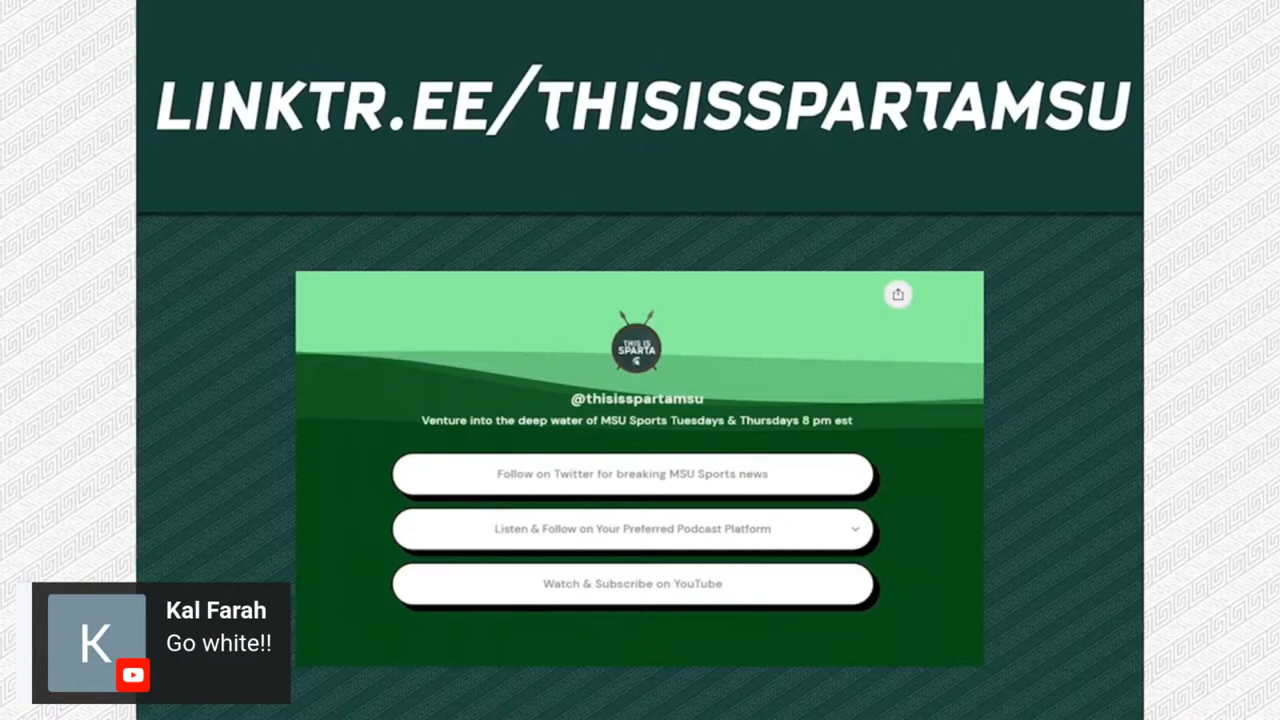 LINKTR.EE/THISISSPARTAMSU
THIS IS
SPARTA
@thisisspartamsu
Venture into the deep water of MSU Sports Tuesdays & Thursdays 8 pm est
Follow on Twitter for breaking MSU Sports news
Listen & Follow on Your Preferred Podcast Platform
Watch & Subscribe on YouTube
K
Kal Farah
Go white!!